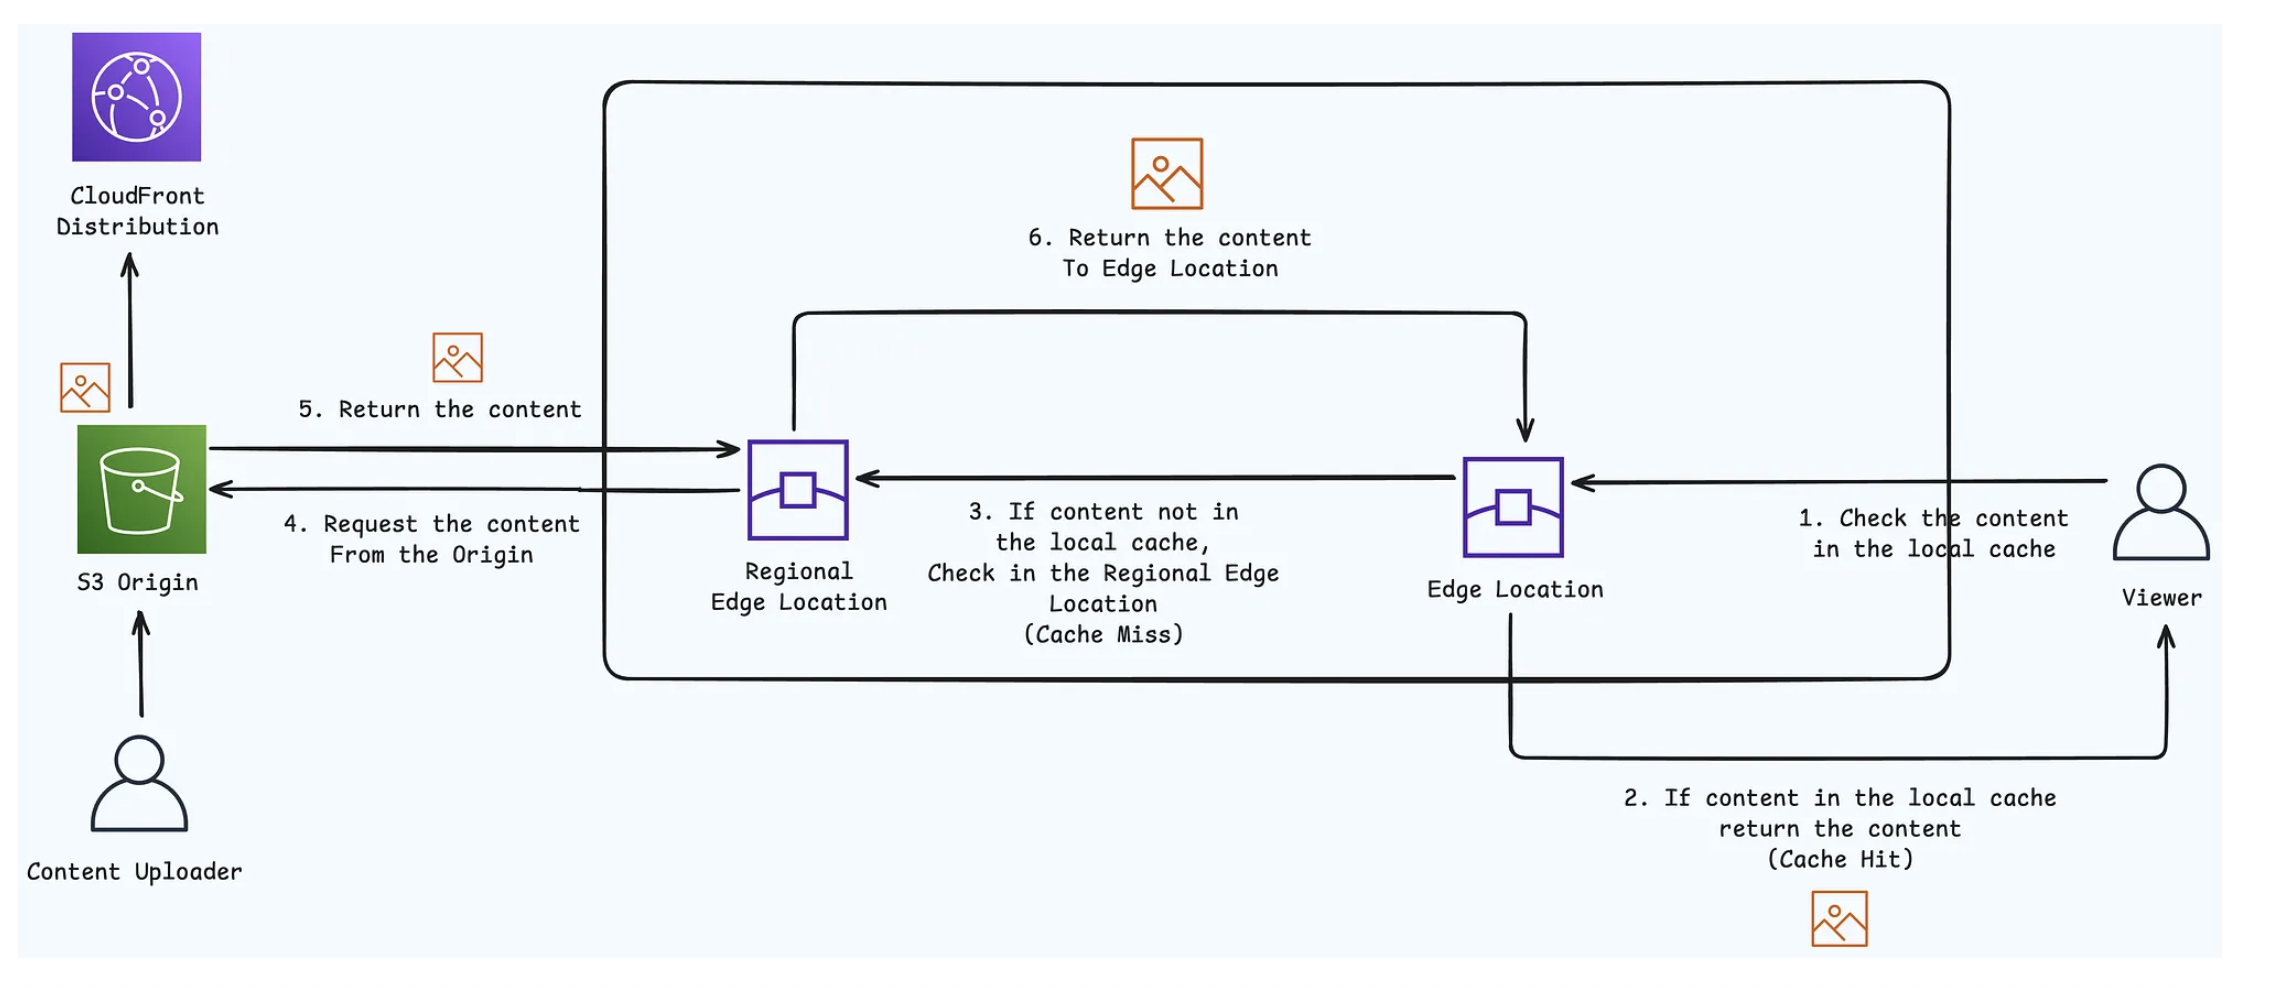 CloudFront
Distribution
6. Return the content
To Edge Location
5. Return the content
4. Request the content
From the Origin
S3 Origin
Regional
Edge Location
3. If content not in
the local cache,
Check in the Regional Edge
Location
(Cache Miss)
Edge Location
1. Check the content
in the local cache
Viewer
2. If content in the local cache
return the content
(Cache Hit)
Content Uploader